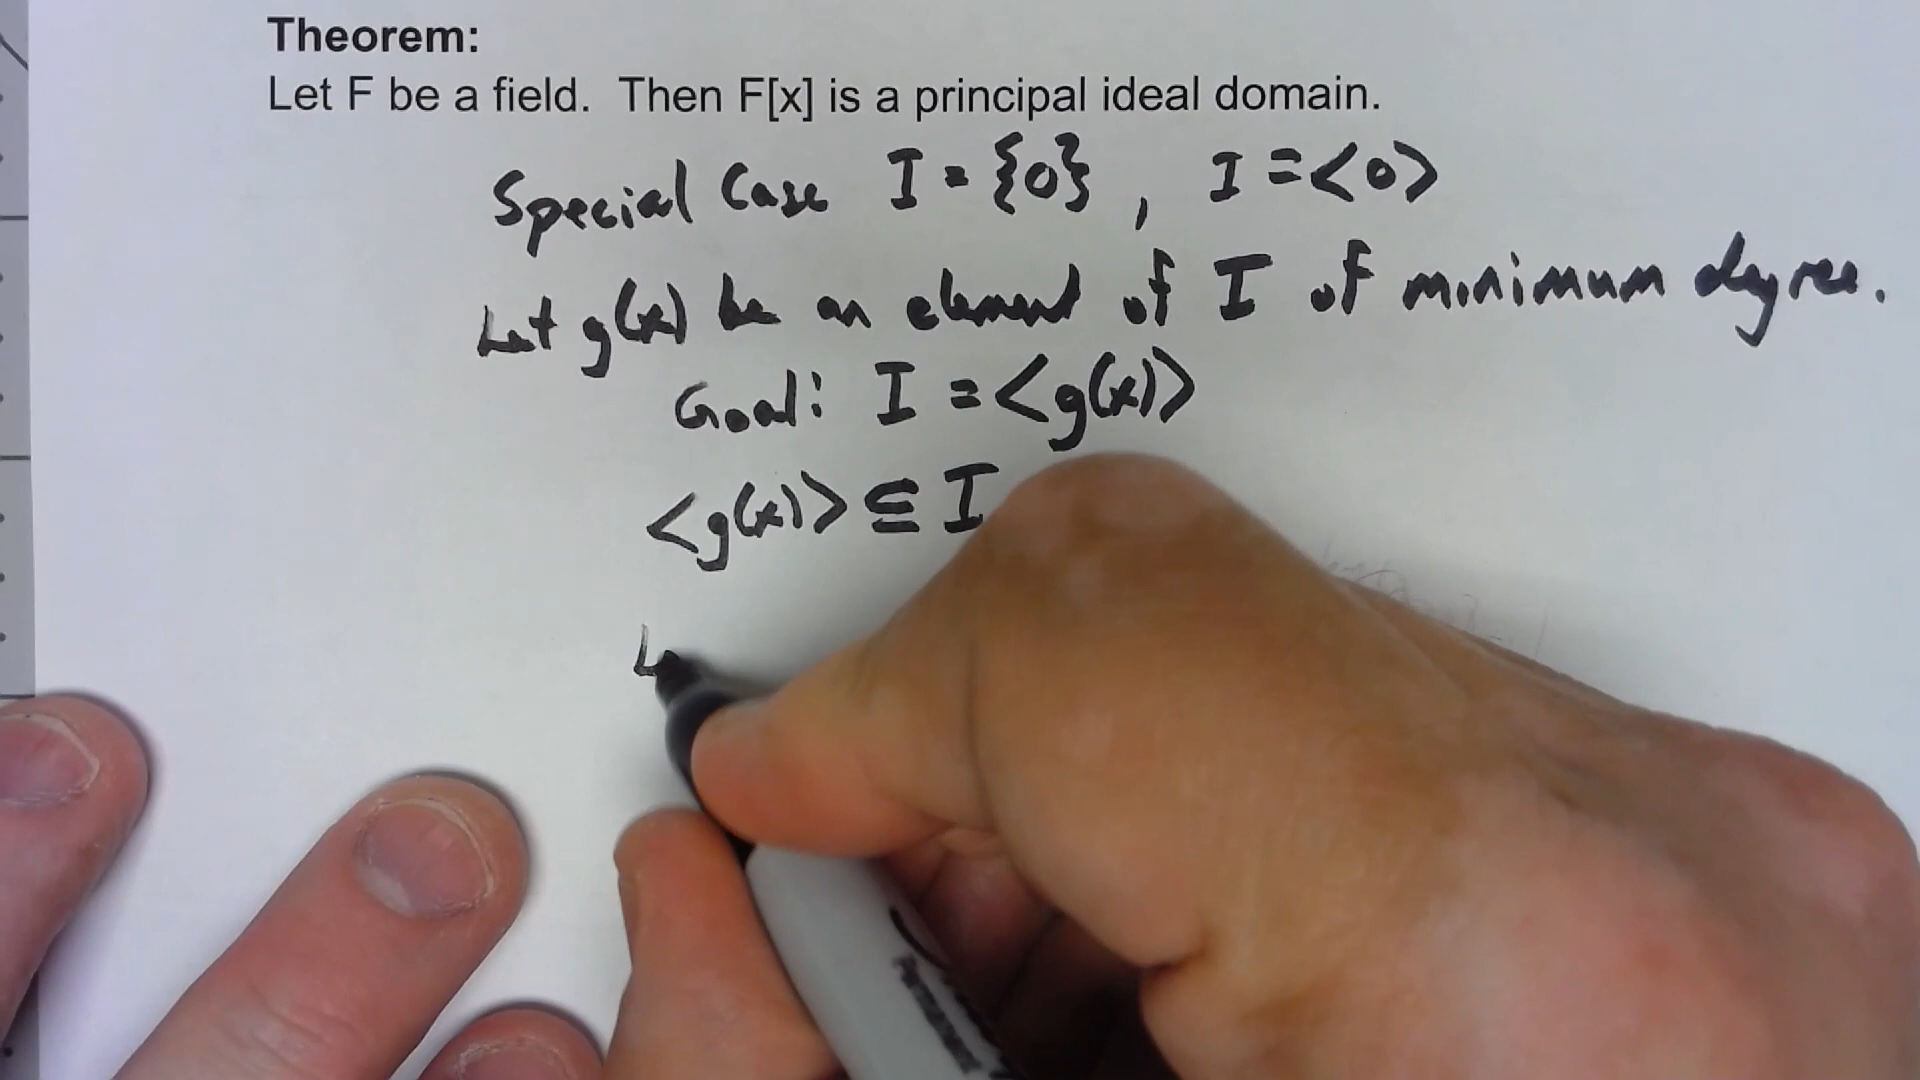 Theorem:
Let F be a field. Then F[x] is a principal ideal domain.
Special Case I = {0}, I = <0>
Let g(x) be an element of I of minimum degree.
Goal: I = <g(x)>
<g(x)> ⊆ I
L